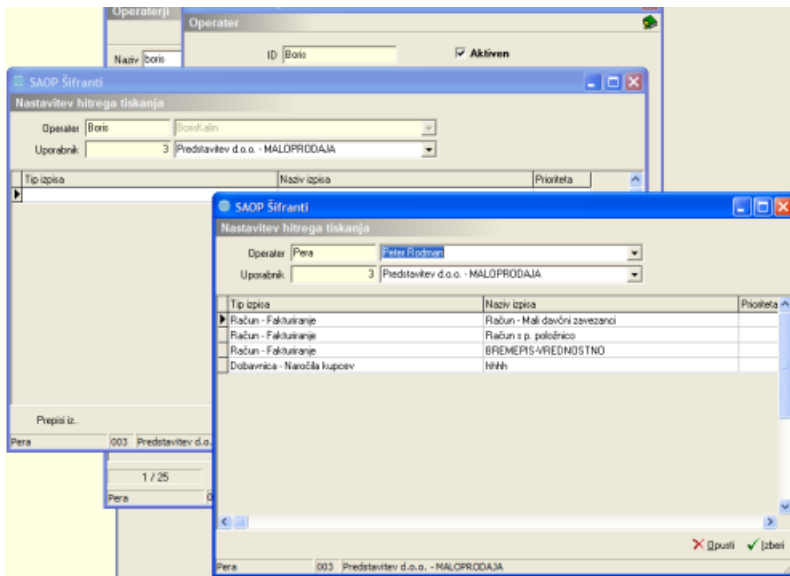 Operaterji
Operater
Naziv boris
ID Boris
Aktiven
SAOP Šifranti
Nastavitev hitrega tiskanja
Operater Boris BorisKalin
Uporabnik 3 Predstavitev d.o.o. - MALOPRODAJA
Tip izpisa Naziv izpisa Prioriteta
Prepisi iz..
Pera 003 Predstavitev d.o.
1 / 25
Pera
SAOP Šifranti
Nastavitev hitrega tiskanja
Operater Pera Peter Rodman
Uporabnik 3 Predstavitev d.o.o. - MALOPRODAJA
Tip izpisa Naziv izpisa Prioriteta
Račun - Fakturiranje Račun - Mali davčni zavezanci
Račun - Fakturiranje Račun s p. položnico
Račun - Fakturiranje BREMEPIS-VREDNOSTNO
Dobavnica - Naročila kupcev hhhh
Opusti Izberi
Pera 003 Predstavitev d.o.o. - MALOPRODAJA